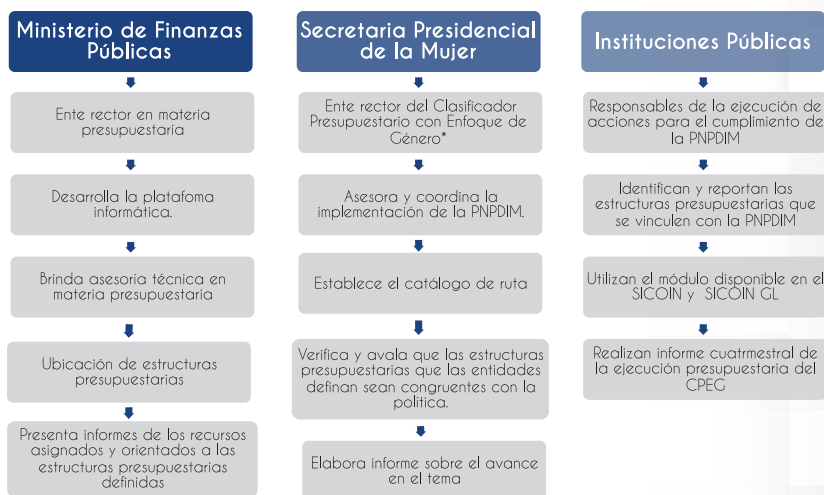 Ministerio de Finanzas
Públicas
Ente rector en materia
presupuestaria
Desarrolla la platafoma
informática.
Brinda asesoría técnica en
materia presupuestaria
Ubicación de estructuras
presupuestarias
Presenta informes de los recursos
asignados y orientados a las
estructuras presupuestarias
definidas
Secretaria Presidencial
de la Mujer
Ente rector del Clasificador
Presupuestario con Enfoque de
Género*
Asesora y coordina la
implementación de la PNPDIM.
Establece el catálogo de ruta
Verifica y avala que las estructuras
presupuestarias que las entidades
definan sean congruentes con la
política.
Elabora informe sobre el avance
en el tema
Instituciones Públicas
Responsables de la ejecución de
acciones para el cumplimiento de
la PNPDIM
Identifican y reportan las
estructuras presupuestarias que
se vinculen con la PNPDIM
Utilizan el módulo disponible en el
SICOIN y SICOIN GL
Realizan informe cuatrmestral de
la ejecución presupuestaria del
CPEG